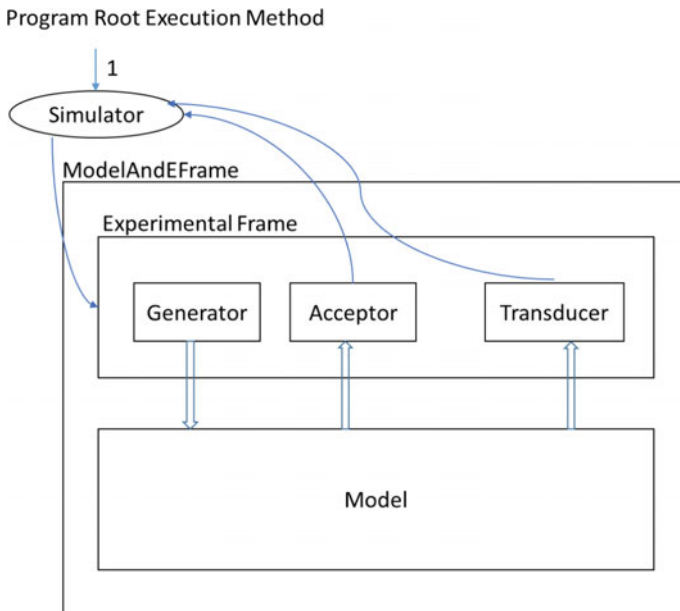 Program Root Execution Method
1
Simulator
ModelAndEFrame
Experimental Frame
Generator
Acceptor
Transducer
Model